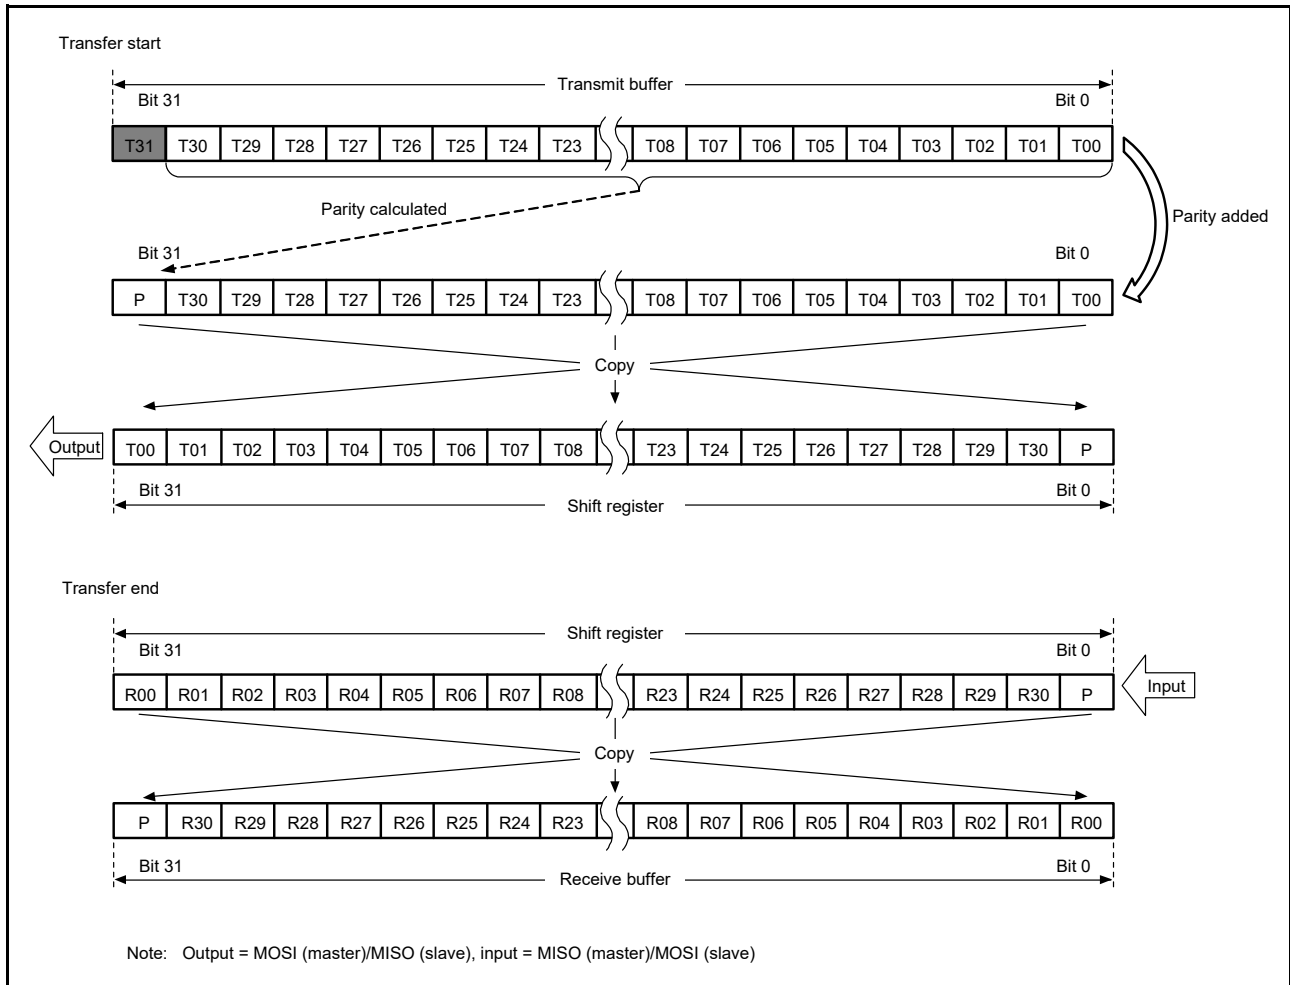 Transfer start
Transmit buffer
Bit 31 Bit 0
T31 T30 T29 T28 T27 T26 T25 T24 T23 T08 T07 T06 T05 T04 T03 T02 T01 T00
Parity calculated
Parity added
Bit 31 Bit 0
P T30 T29 T28 T27 T26 T25 T24 T23 T08 T07 T06 T05 T04 T03 T02 T01 T00
Copy
Output
T00 T01 T02 T03 T04 T05 T06 T07 T08 T23 T24 T25 T26 T27 T28 T29 T30 P
Bit 31 Bit 0
Shift register
Transfer end
Shift register
Bit 31 Bit 0
R00 R01 R02 R03 R04 R05 R06 R07 R08 R23 R24 R25 R26 R27 R28 R29 R30 P
Input
Copy
P R30 R29 R28 R27 R26 R25 R24 R23 R08 R07 R06 R05 R04 R03 R02 R01 R00
Bit 31 Bit 0
Receive buffer
Note: Output = MOSI (master)/MISO (slave), input = MISO (master)/MOSI (slave)